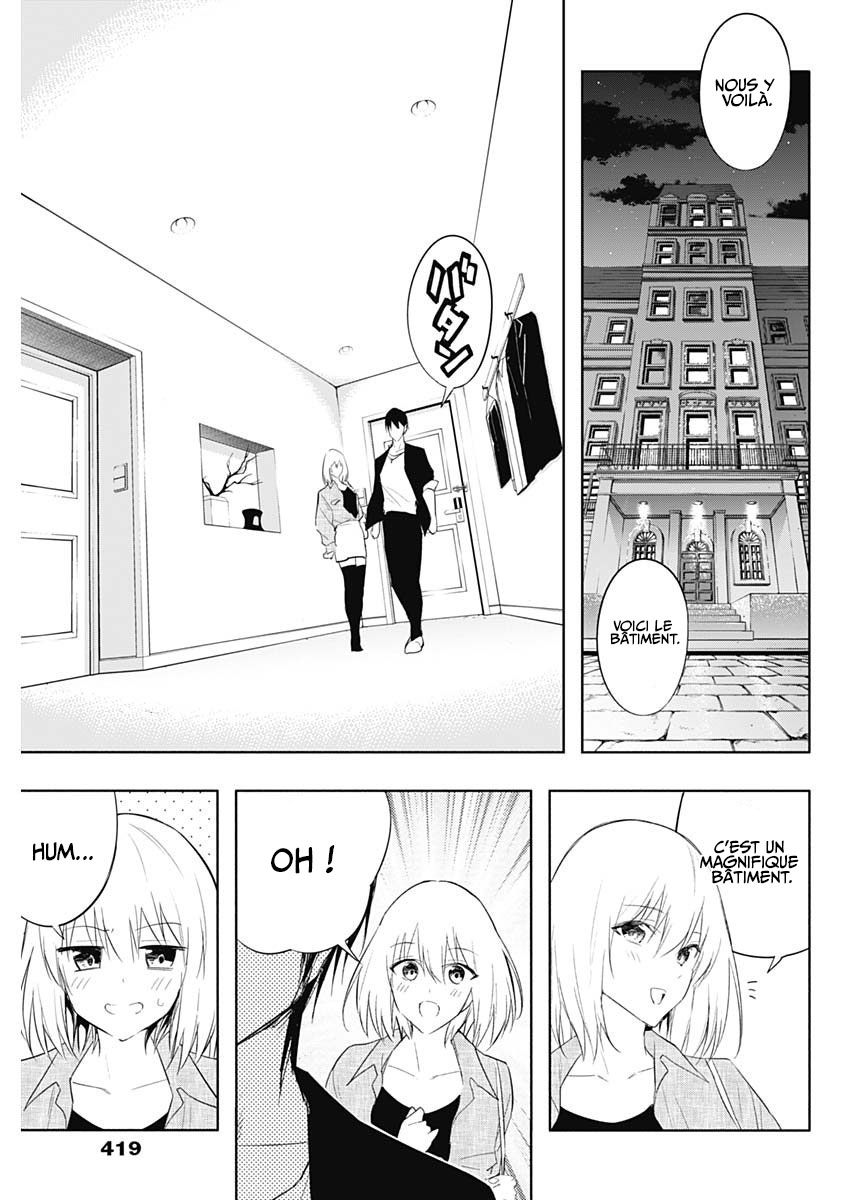 NOUS Y
VOILÀ.
VOICI LE
BÂTIMENT.
バタン
C'EST UN
MAGNIFIQUE
BÂTIMENT.
OH !
HUM...
419